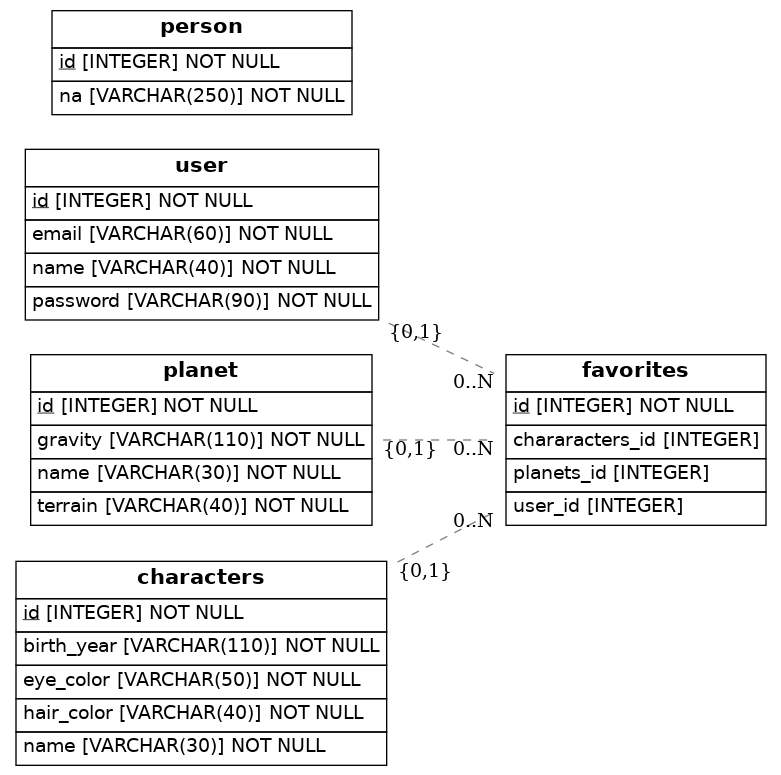 person
id [INTEGER] NOT NULL
na [VARCHAR(250)] NOT NULL
user
id [INTEGER] NOT NULL
email [VARCHAR(60)] NOT NULL
name [VARCHAR(40)] NOT NULL
password [VARCHAR(90)] NOT NULL
{0,1}
0..N
planet
id [INTEGER] NOT NULL
gravity [VARCHAR(110)] NOT NULL
name [VARCHAR(30)] NOT NULL
terrain [VARCHAR(40)] NOT NULL
{0,1}
0..N
favorites
id [INTEGER] NOT NULL
chararacters_id [INTEGER]
planets_id [INTEGER]
user_id [INTEGER]
0..N
{0,1}
characters
id [INTEGER] NOT NULL
birth_year [VARCHAR(110)] NOT NULL
eye_color [VARCHAR(50)] NOT NULL
hair_color [VARCHAR(40)] NOT NULL
name [VARCHAR(30)] NOT NULL